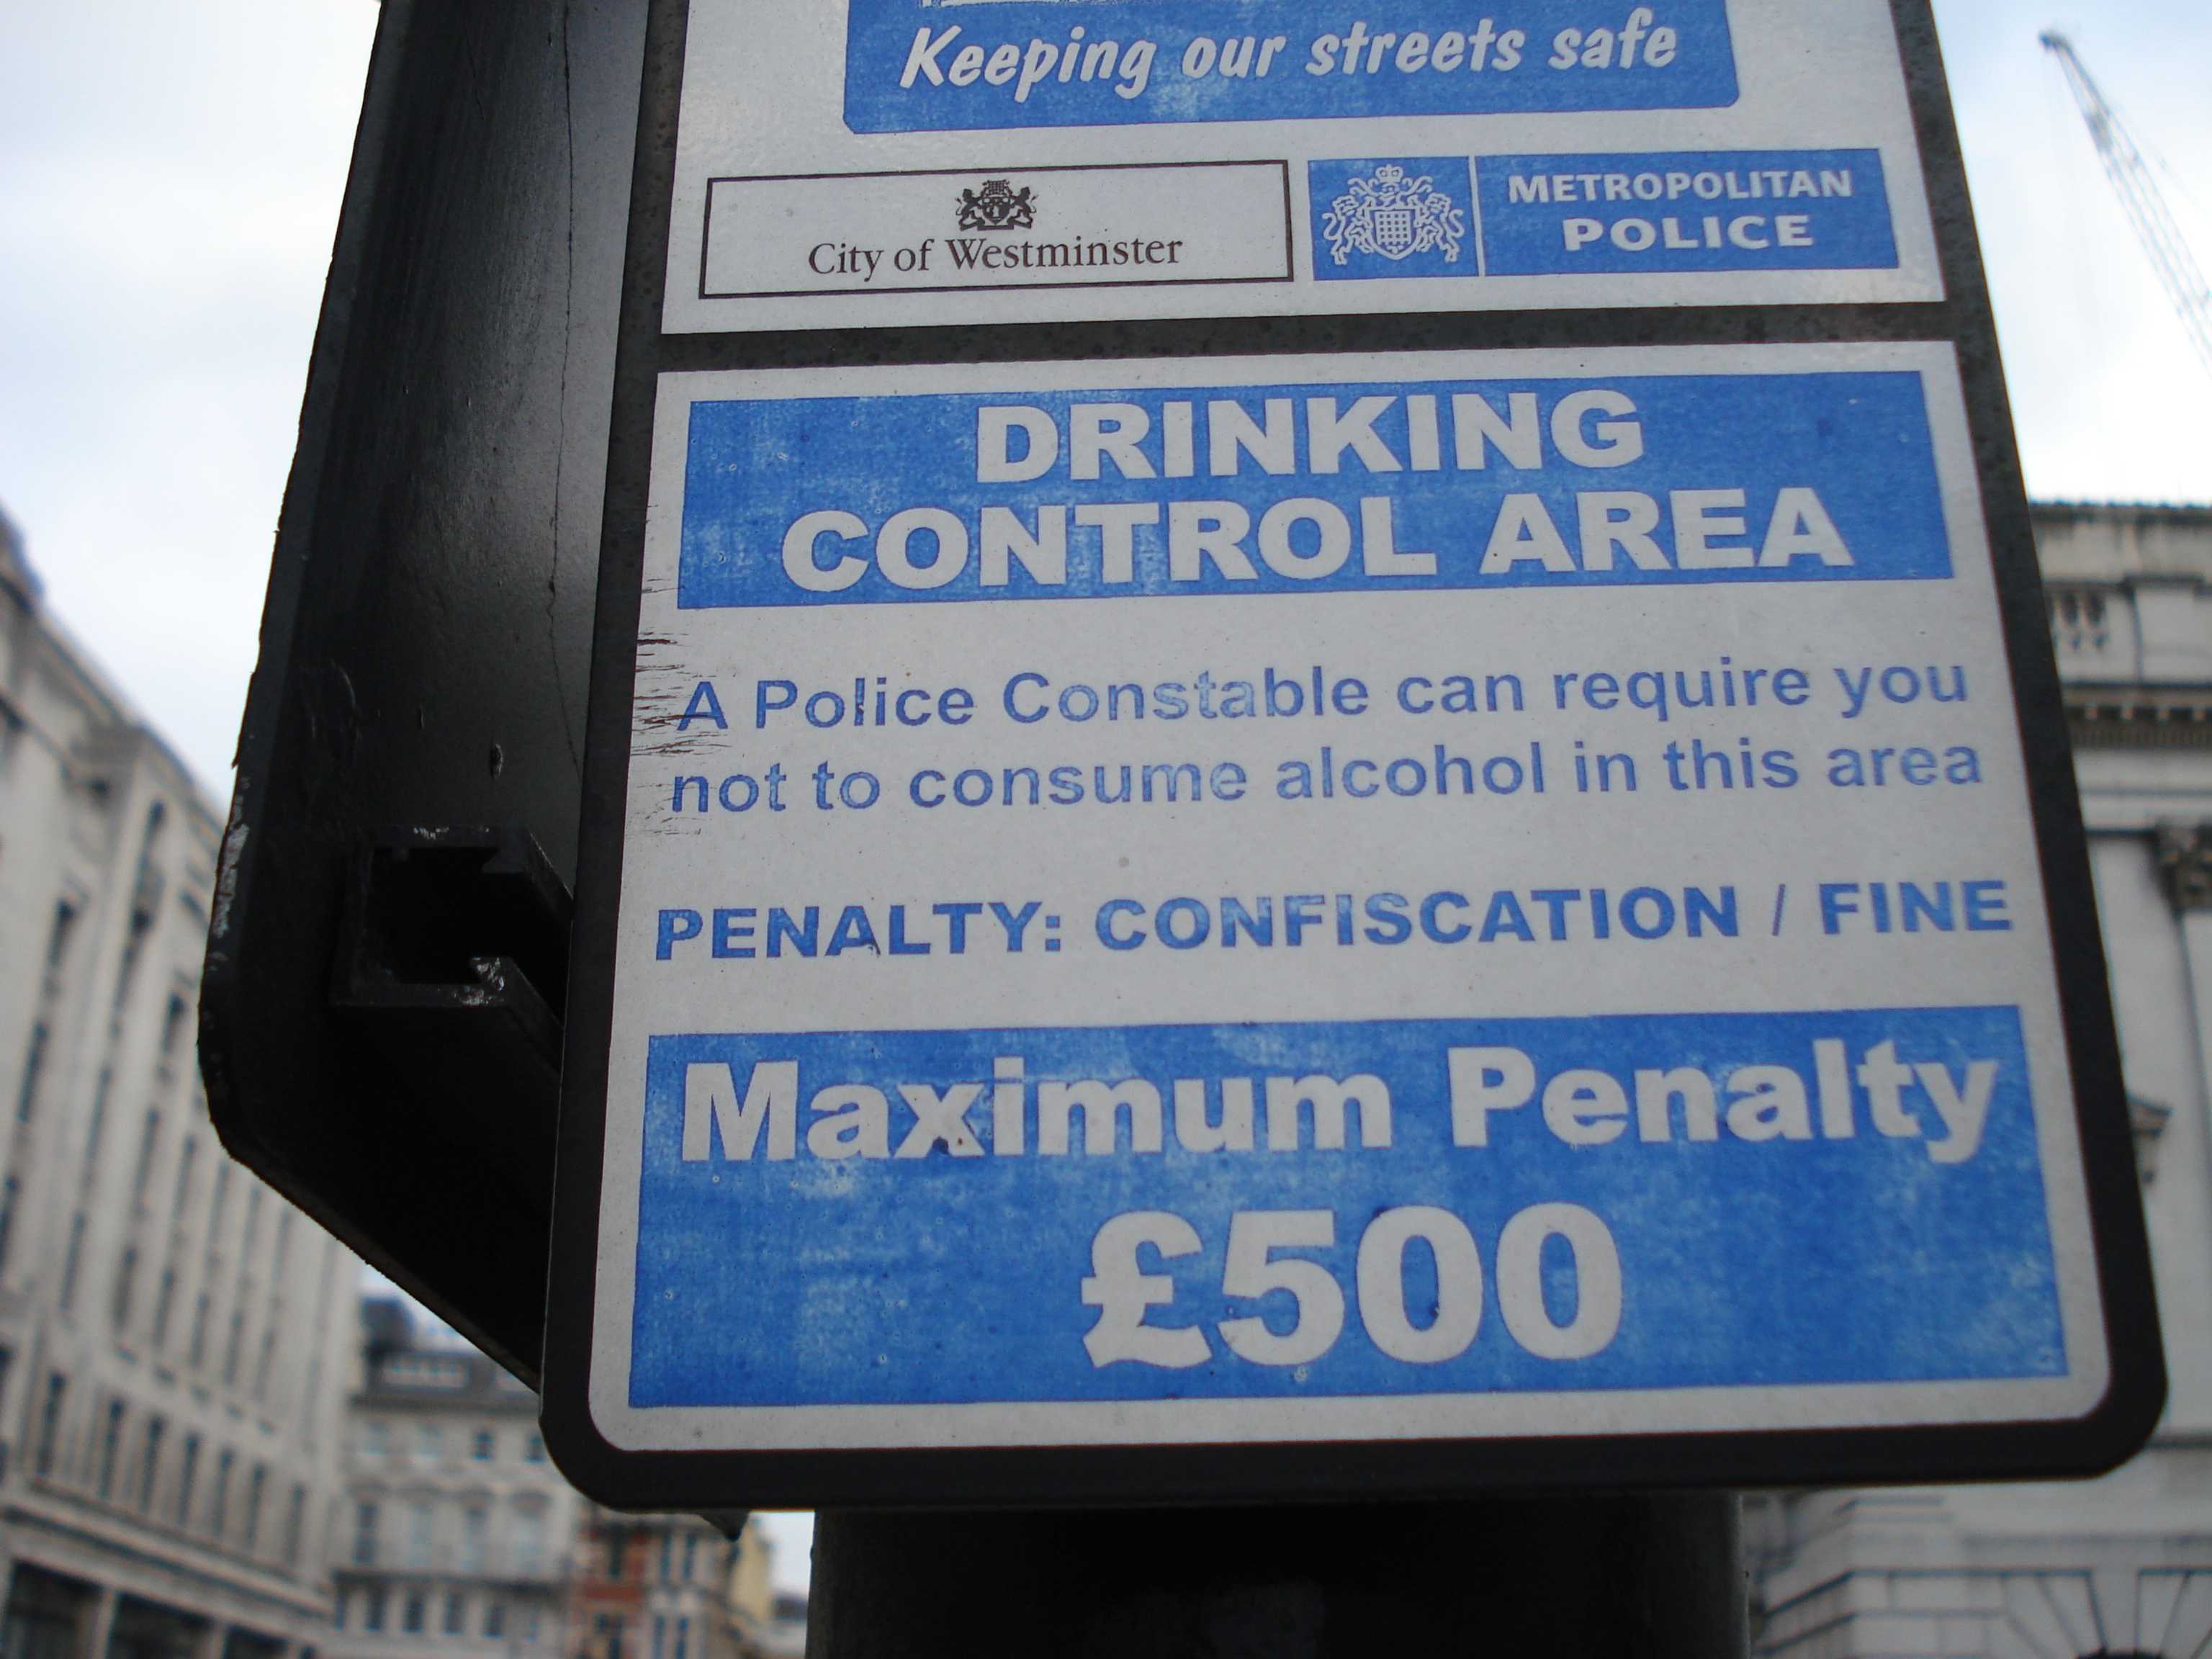 Keeping our streets safe
City of Westminster
METROPOLITAN
POLICE
DRINKING
CONTROL AREA
A Police Constable can require you
not to consume alcohol in this area
PENALTY: CONFISCATION / FINE
Maximum Penalty
£500